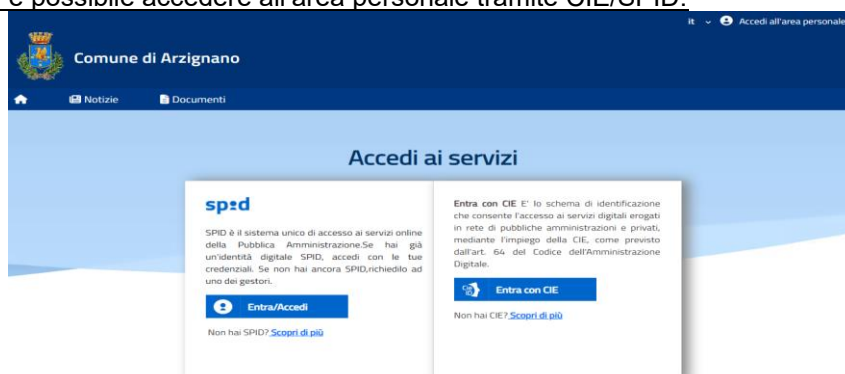 è possibile accedere all'area personale tramite CIE/SPID:
it
Accedi all'area personale
Comune di Arzignano
Notizie
Documenti
Accedi ai servizi
spid
SPID è il sistema unico di accesso ai servizi online
della Pubblica Amministrazione.Se hai già
un'identità digitale SPID, accedi con le tue
credenziali. Se non hai ancora SPID,richiedilo ad
uno dei gestori.
Entra/Accedi
Non hai SPID? Scopri di più
Entra con CIE E' lo schema di identificazione
che consente l'accesso ai servizi digitali erogati
in rete di pubbliche amministrazioni e privati,
mediante l'impiego della CIE, come previsto
dall'art. 64 del Codice dell'Amministrazione
Digitale.
Entra con CIE
Non hai CIE? Scopri di più